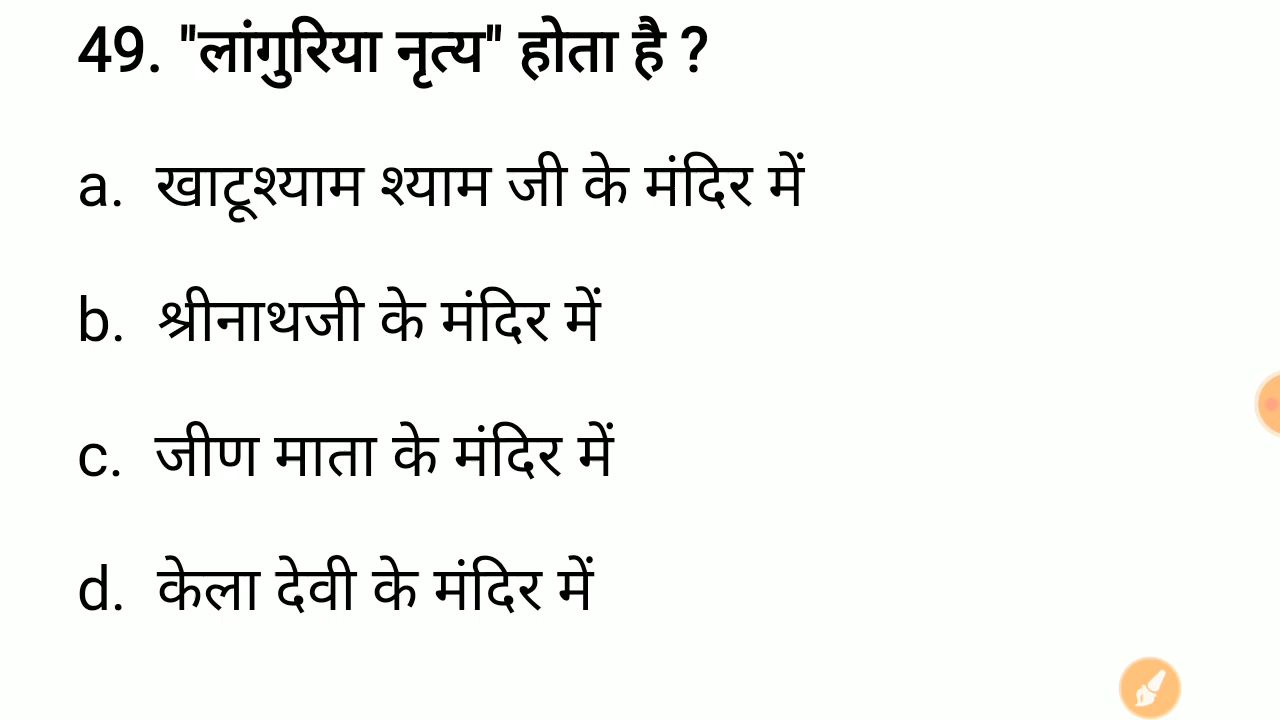 49. "लांगुरिया नृत्य" होता है ?
a. खाटूश्याम श्याम जी के मंदिर में
b. श्रीनाथजी के मंदिर में
c. जीण माता के मंदिर में
d. केला देवी के मंदिर में